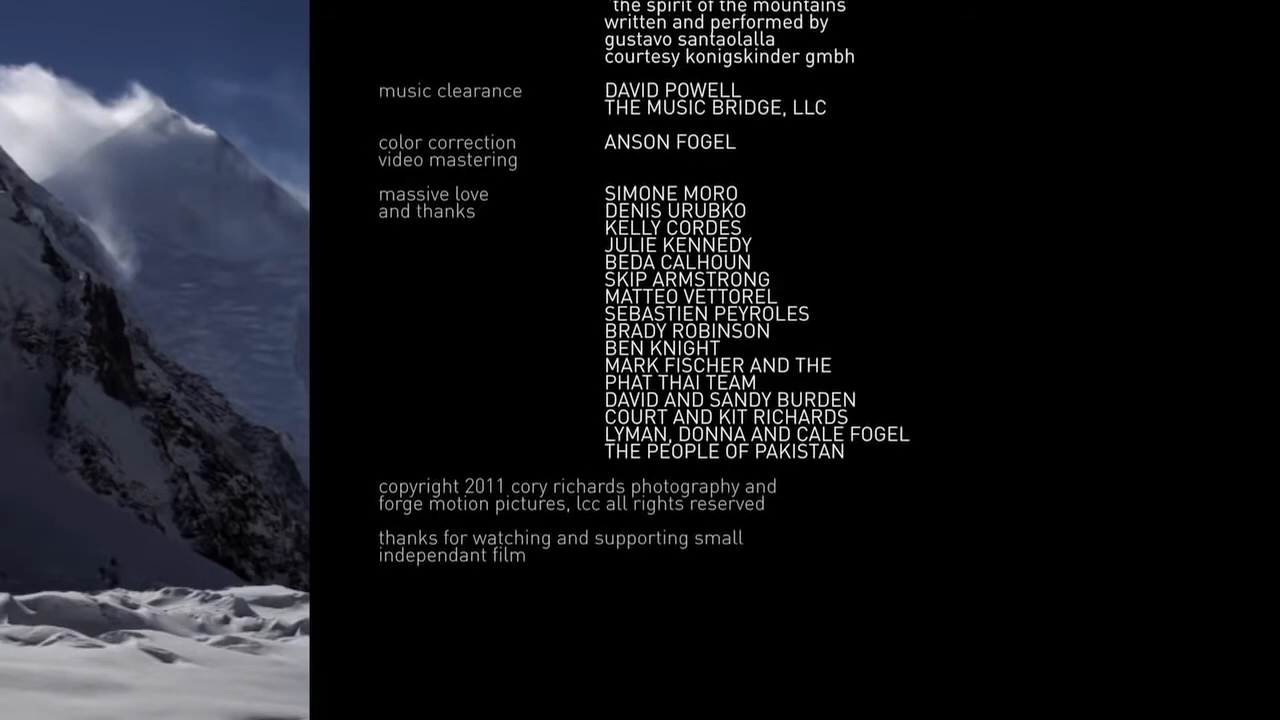 the spirit of the mountains
written and performed by
gustavo santaolalla
courtesy konigskinder gmbh
music clearance DAVID POWELL
THE MUSIC BRIDGE, LLC
color correction ANSON FOGEL
video mastering
massive love SIMONE MORO
and thanks DENIS URUBKO
KELLY CORDES
JULIE KENNEDY
BEDA CALHOUN
SKIP ARMSTRONG
MATTEO VETTOREL
SEBASTIEN PEYROLES
BRADY ROBINSON
BEN KNIGHT
MARK FISCHER AND THE
PHAT THAI TEAM
DAVID AND SANDY BURDEN
COURT AND KIT RICHARDS
LYMAN, DONNA AND CALE FOGEL
THE PEOPLE OF PAKISTAN
copyright 2011 cory richards photography and
forge motion pictures, lcc all rights reserved
thanks for watching and supporting small
independant film